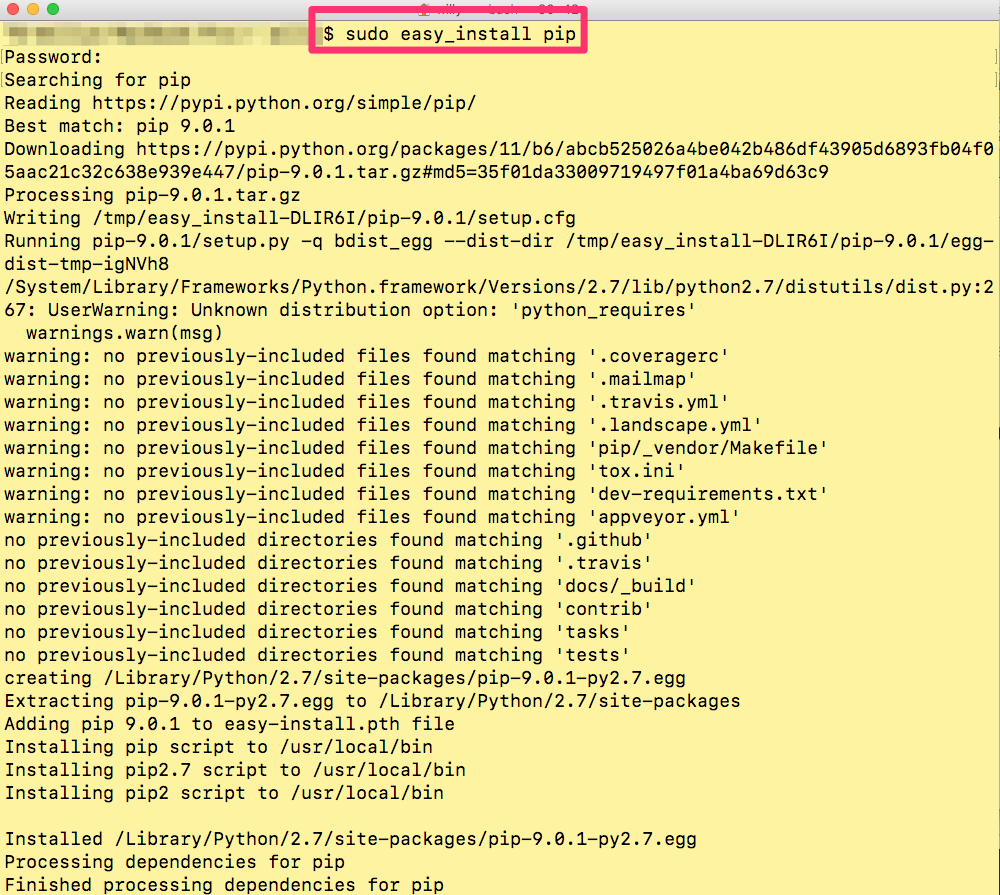 $ sudo easy_install pip
Password:
Searching for pip
Reading https://pypi.python.org/simple/pip/
Best match: pip 9.0.1
Downloading https://pypi.python.org/packages/11/b6/abcb525026a4be042b486df43905d6893fb04f0
5aac21c32c638e939e447/pip-9.0.1.tar.gz#md5=35f01da33009719497f01a4ba69d63c9
Processing pip-9.0.1.tar.gz
Writing /tmp/easy_install-DLIR6I/pip-9.0.1/setup.cfg
Running pip-9.0.1/setup.py -q bdist_egg --dist-dir /tmp/easy_install-DLIR6I/pip-9.0.1/egg-
dist-tmp-igNVh8
/System/Library/Frameworks/Python.framework/Versions/2.7/lib/python2.7/distutils/dist.py:2
67: UserWarning: Unknown distribution option: 'python_requires'
  warnings.warn(msg)
warning: no previously-included files found matching '.coveragerc'
warning: no previously-included files found matching '.mailmap'
warning: no previously-included files found matching '.travis.yml'
warning: no previously-included files found matching '.landscape.yml'
warning: no previously-included files found matching 'pip/_vendor/Makefile'
warning: no previously-included files found matching 'tox.ini'
warning: no previously-included files found matching 'dev-requirements.txt'
warning: no previously-included files found matching 'appveyor.yml'
no previously-included directories found matching '.github'
no previously-included directories found matching '.travis'
no previously-included directories found matching 'docs/_build'
no previously-included directories found matching 'contrib'
no previously-included directories found matching 'tasks'
no previously-included directories found matching 'tests'
creating /Library/Python/2.7/site-packages/pip-9.0.1-py2.7.egg
Extracting pip-9.0.1-py2.7.egg to /Library/Python/2.7/site-packages
Adding pip 9.0.1 to easy-install.pth file
Installing pip script to /usr/local/bin
Installing pip2.7 script to /usr/local/bin
Installing pip2 script to /usr/local/bin

Installed /Library/Python/2.7/site-packages/pip-9.0.1-py2.7.egg
Processing dependencies for pip
Finished processing dependencies for pip